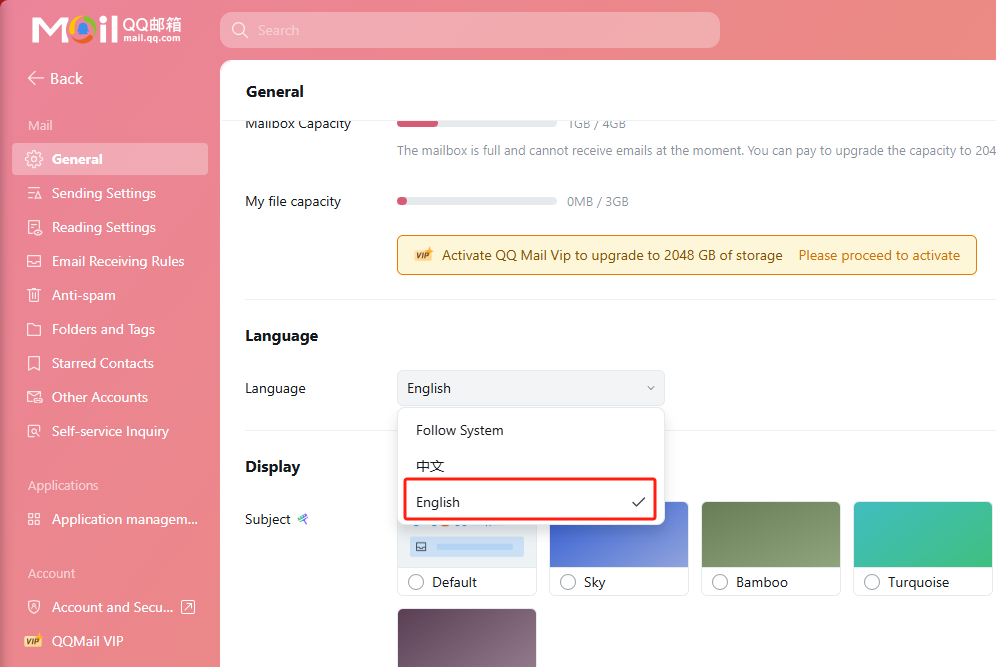 Mail QQ邮箱
mail.qq.com
Search
Back
Mail
General
Sending Settings
Reading Settings
Email Receiving Rules
Anti-spam
Folders and Tags
Starred Contacts
Other Accounts
Self-service Inquiry
Applications
Application managem...
Account
Account and Secu...
VIP QQMail VIP
General
Mailbox Capacity 1GB / 4GB
The mailbox is full and cannot receive emails at the moment. You can pay to upgrade the capacity to 204
My file capacity 0MB / 3GB
VIP Activate QQ Mail Vip to upgrade to 2048 GB of storage Please proceed to activate
Language
Language English
Follow System
中文
English
Display
Subject
Default Sky Bamboo Turquoise